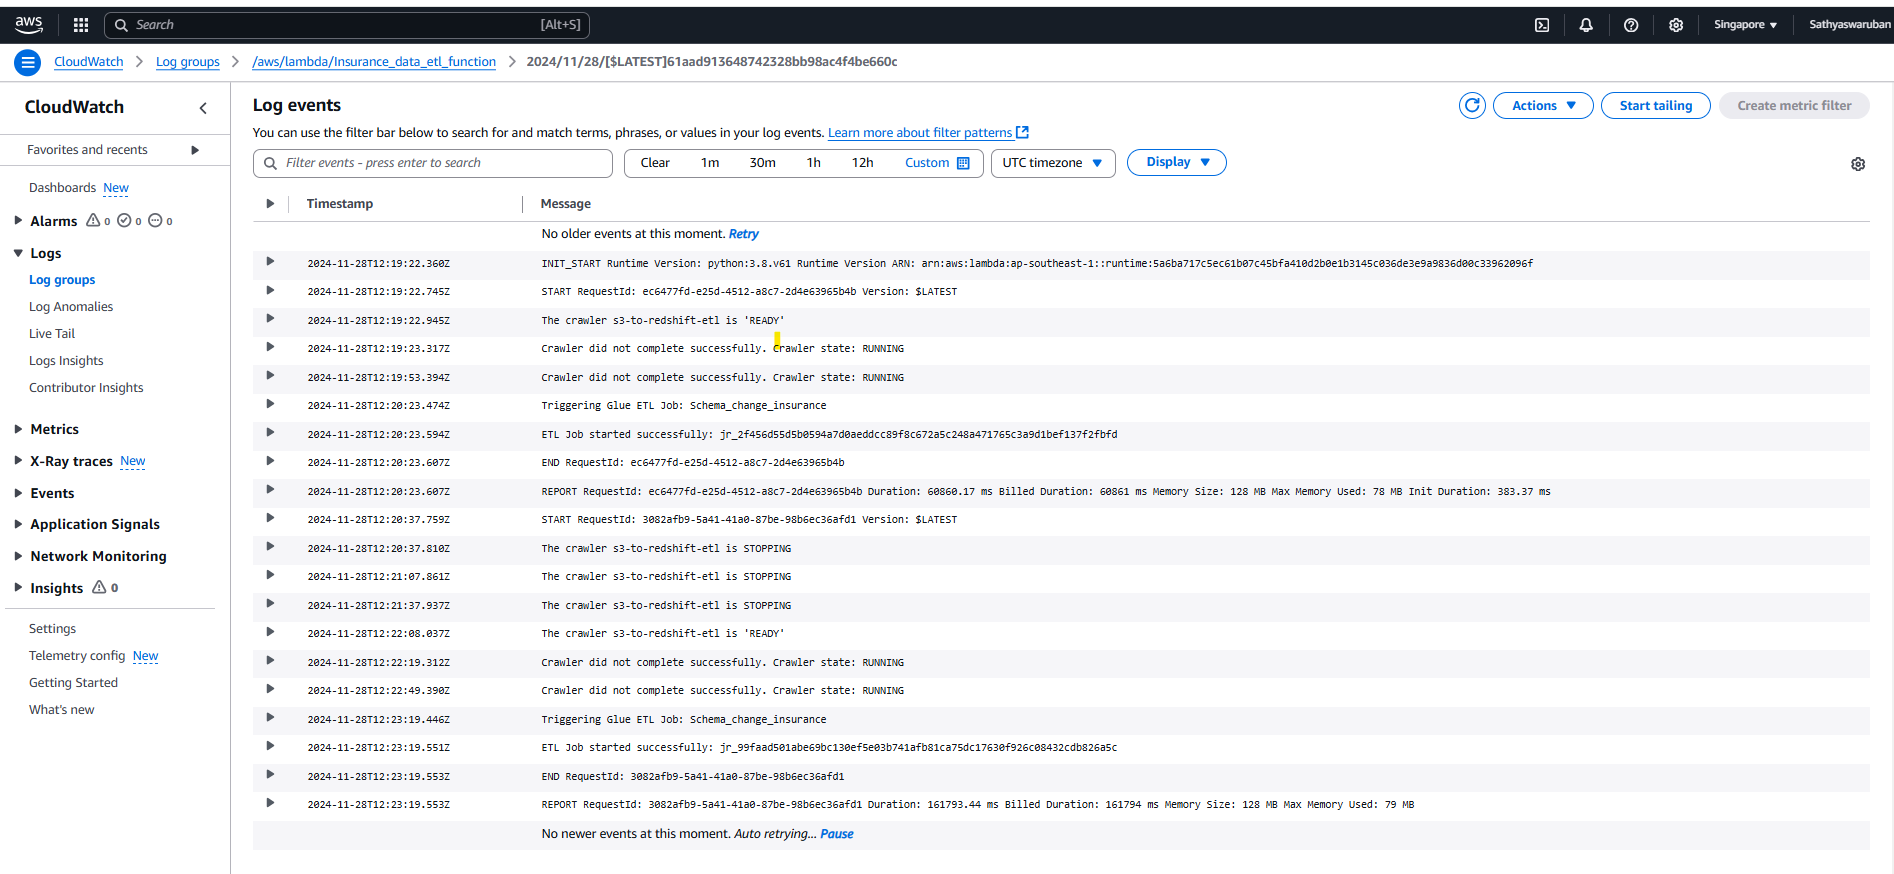 aws Search [Alt+S] Singapore Sathyaswaruban
CloudWatch Log groups /aws/lambda/Insurance_data_etl_function 2024/11/28/[$LATEST]61aad913648742328bb98ac4f4be660c
CloudWatch
Favorites and recents
Dashboards New
Alarms 0 0 0
Logs
Log groups
Log Anomalies
Live Tail
Logs Insights
Contributor Insights
Metrics
X-Ray traces New
Events
Application Signals
Network Monitoring
Insights 0
Settings
Telemetry config New
Getting Started
What's new
Log events
Actions Start tailing Create metric filter
You can use the filter bar below to search for and match terms, phrases, or values in your log events. Learn more about filter patterns
Filter events - press enter to search Clear 1m 30m 1h 12h Custom UTC timezone Display
Timestamp Message
No older events at this moment. Retry
2024-11-28T12:19:22.360Z INIT_START Runtime Version: python:3.8.v61 Runtime Version ARN: arn:aws:lambda:ap-southeast-1::runtime:5a6ba717c5ec61b07c45bfa410d2b0e1b3145c036de3e9a9836d00c33962096f
2024-11-28T12:19:22.745Z START RequestId: ec6477fd-e25d-4512-a8c7-2d4e63965b4b Version: $LATEST
2024-11-28T12:19:22.945Z The crawler s3-to-redshift-etl is 'READY'
2024-11-28T12:19:23.317Z Crawler did not complete successfully. Crawler state: RUNNING
2024-11-28T12:19:53.394Z Crawler did not complete successfully. Crawler state: RUNNING
2024-11-28T12:20:23.474Z Triggering Glue ETL Job: Schema_change_insurance
2024-11-28T12:20:23.594Z ETL Job started successfully: jr_2f456d55d5b0594a7d0aeddcc89f8c672a5c248a471765c3a9d1bef137f2fbfd
2024-11-28T12:20:23.607Z END RequestId: ec6477fd-e25d-4512-a8c7-2d4e63965b4b
2024-11-28T12:20:23.607Z REPORT RequestId: ec6477fd-e25d-4512-a8c7-2d4e63965b4b Duration: 60860.17 ms Billed Duration: 60861 ms Memory Size: 128 MB Max Memory Used: 78 MB Init Duration: 383.37 ms
2024-11-28T12:20:37.759Z START RequestId: 3082afb9-5a41-41a0-87be-98b6ec36afd1 Version: $LATEST
2024-11-28T12:20:37.810Z The crawler s3-to-redshift-etl is STOPPING
2024-11-28T12:21:07.861Z The crawler s3-to-redshift-etl is STOPPING
2024-11-28T12:21:37.937Z The crawler s3-to-redshift-etl is STOPPING
2024-11-28T12:22:08.037Z The crawler s3-to-redshift-etl is 'READY'
2024-11-28T12:22:19.312Z Crawler did not complete successfully. Crawler state: RUNNING
2024-11-28T12:22:49.390Z Crawler did not complete successfully. Crawler state: RUNNING
2024-11-28T12:23:19.446Z Triggering Glue ETL Job: Schema_change_insurance
2024-11-28T12:23:19.551Z ETL Job started successfully: jr_99faad501abe69bc130ef5e03b741afb81ca75dc17630f926c08432cdb826a5c
2024-11-28T12:23:19.553Z END RequestId: 3082afb9-5a41-41a0-87be-98b6ec36afd1
2024-11-28T12:23:19.553Z REPORT RequestId: 3082afb9-5a41-41a0-87be-98b6ec36afd1 Duration: 161793.44 ms Billed Duration: 161794 ms Memory Size: 128 MB Max Memory Used: 79 MB
No newer events at this moment. Auto retrying... Pause